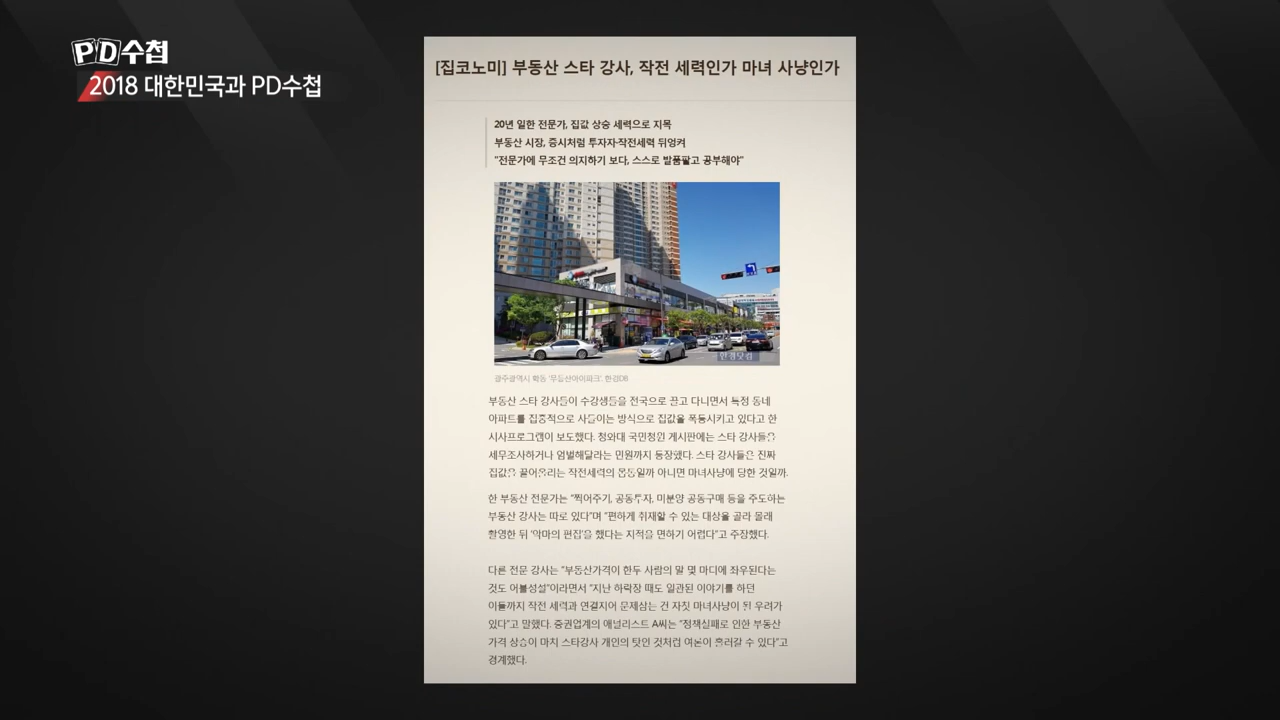 PD수첩
2018 대한민국과 PD수첩
[집코노미] 부동산 스타 강사, 작전 세력인가 마녀 사냥인가
20년 일한 전문가, 집값 상승 세력으로 지목
부동산 시장, 증시처럼 투자자·작전세력 뒤엉켜
"전문가에 무조건 의지하기 보다, 스스로 발품팔고 공부해야"
한경닷컴
광주광역시 학동 '무등산아이파크'. 한경DB
부동산 스타 강사들이 수강생들을 전국으로 끌고 다니면서 특정 동네
아파트를 집중적으로 사들이는 방식으로 집값을 폭등시키고 있다고 한
시사프로그램이 보도했다. 청와대 국민청원 게시판에는 스타 강사들을
세무조사하거나 엄벌해달라는 민원까지 등장했다. 스타 강사들은 진짜
집값을 끌어올리는 작전세력의 몸통일까 아니면 마녀사냥에 당한 것일까.
한 부동산 전문가는 "찍어주기, 공동투자, 미분양 공동구매 등을 주도하는
부동산 강사는 따로 있다"며 "편하게 취재할 수 있는 대상을 골라 몰래
촬영한 뒤 '악마의 편집'을 했다는 지적을 면하기 어렵다"고 주장했다.
다른 전문 강사는 "부동산가격이 한두 사람의 말 몇 마디에 좌우된다는
것도 어불성설"이라면서 "지난 하락장 때도 일관된 이야기를 하던
이들까지 작전 세력과 연결지어 문제삼는 건 자칫 마녀사냥이 될 우려가
있다"고 말했다. 증권업계의 애널리스트 A씨는 "정책실패로 인한 부동산
가격 상승이 마치 스타강사 개인의 탓인 것처럼 여론이 흘러갈 수 있다"고
경계했다.